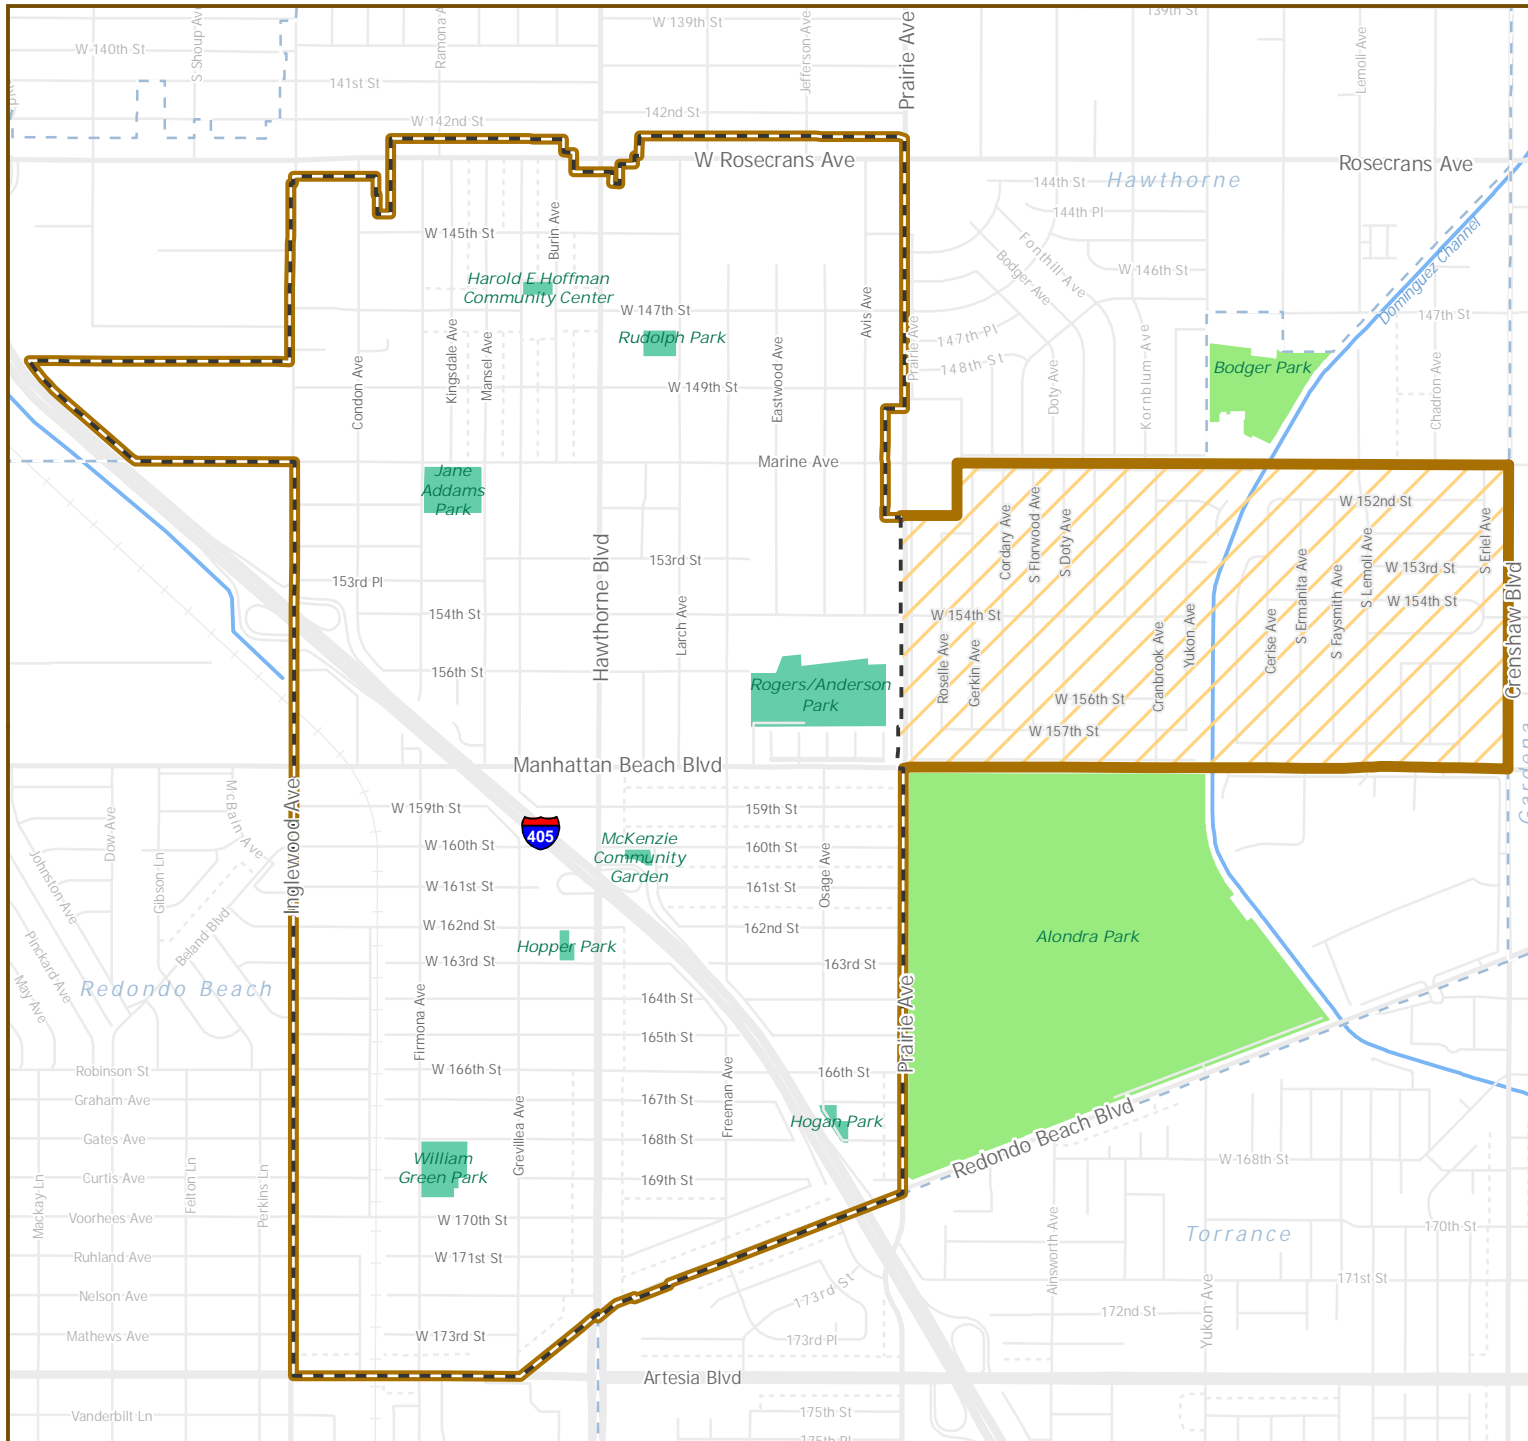 W 139th St
139th St
Prairie Ave
W 140th St
S Shoup Av
Ramona A
Jefferson Ave
Lemoli Ave
141st St
W 142nd St
142nd St
W Rosecrans Ave
Rosecrans Ave
Hawthorne
144th St
144th Pl
Fonthill Ave
Bodger Ave
W 146th St
Dominguez Channel
W 145th St
Burin Ave
Harold E Hoffman
Community Center
W 147th St
Avis Ave
147th St
Rudolph Park
Prairie Ave
147th Pl
148th St
Kornblum Ave
Doty Ave
Bodger Park
Chadron Ave
Condon Ave
Kingsdale Ave
Mansel Ave
W 149th St
Eastwood Ave
Marine Ave
Jane
Addams
Park
W 152nd St
Cordary Ave
S Florwood Ave
S Doty Ave
S Eriel Ave
Hawthorne Blvd
153rd St
153rd Pl
154th St
Larch Ave
W 153rd St
W 154th St
W 154th St
S Lemoli Ave
S Ermanita Ave
S Faysmith Ave
Cerise Ave
Yukon Ave
Cranbrook Ave
Roselle Ave
Gerkin Ave
Crenshaw Blvd
156th St
Rogers/Anderson
Park
W 156th St
W 157th St
Gardena
Manhattan Beach Blvd
W 159th St
159th St
Dow Ave
McBain Ave
405
McKenzie
Community
Garden
W 160th St
160th St
Inglewood Ave
Osage Ave
Johnston Ave
Gibson Ln
W 161st St
161st St
Beland Blvd
W 162nd St
162nd St
Alondra Park
Hopper Park
Pinckard Ave
May Ave
W 163rd St
163rd St
Redondo Beach
Firmona Ave
164th St
Prairie Ave
165th St
Robinson St
W 166th St
166th St
Freeman Ave
Graham Ave
167th St
Grevillea Ave
Hogan Park
Redondo Beach Blvd
Gates Ave
168th St
William
Green Park
W 168th St
Curtis Ave
169th St
Mackay Ln
Felton Ln
Perkins Ln
Voorhees Ave
W 170th St
170th St
Torrance
Ainsworth Ave
Ruhland Ave
W 171st St
171st St
173rd St
Nelson Ave
172nd St
Yukon Ave
Mathews Ave
W 173rd St
173rd Pl
Artesia Blvd
Vanderbilt Ln
175th St
175th Pl